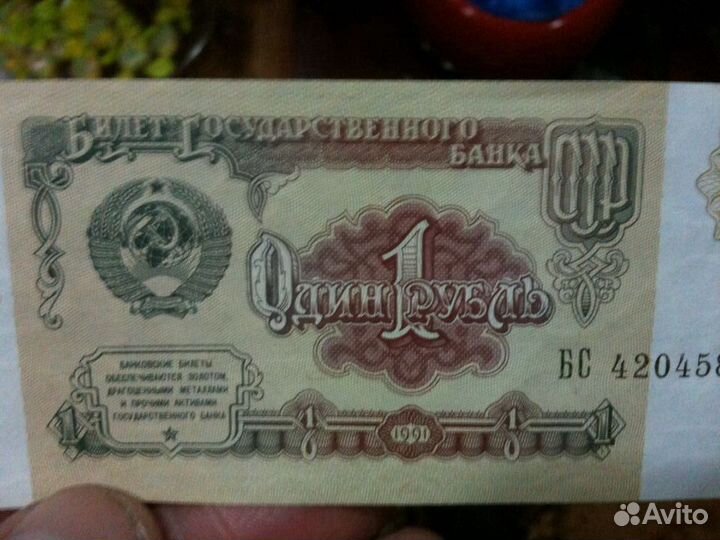 Билет Государственного
Банка
СССР
Один 1 рубль
БС 420458
БАНКОВСКИЕ БИЛЕТЫ
ОБЕСПЕЧИВАЮТСЯ ЗОЛОТОМ,
ДРАГОЦЕННЫМИ МЕТАЛЛАМИ
И ПРОЧИМИ АКТИВАМИ
ГОСУДАРСТВЕННОГО БАНКА
1 1 1991 1 1
Avito